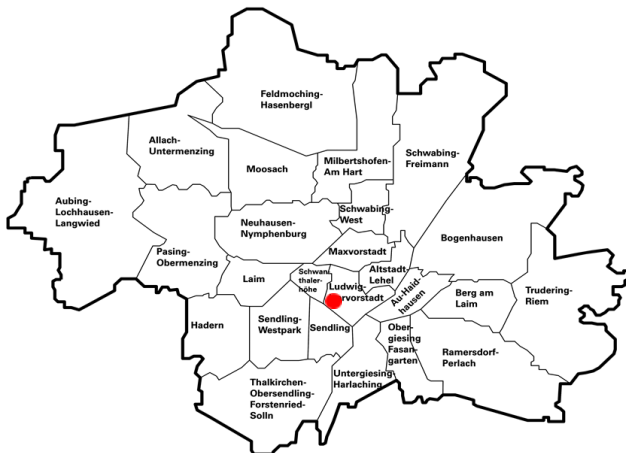 Feldmoching-
Hasenbergl
Allach-
Untermenzing
Moosach
Milbertshofen-
Am Hart
Schwabing-
Freimann
Aubing-
Lochhausen-
Langwied
Pasing-
Obermenzing
Neuhausen-
Nymphenburg
Schwabing-
West
Maxvorstadt
Bogenhausen
Laim
Schwan
thaler-
höhe
Ludwig-
orvorstadt
Altstadt-
Lehel
Au-Haid-
hausen
Berg am
Laim
Trudering-
Riem
Hadern
Sendling-
Westpark
Sendling
Ober-
giesing
Fasan-
garten
Ramersdorf-
Perlach
Untergiesing-
Harlaching
Thalkirchen-
Obersendling-
Forstenried-
Solln